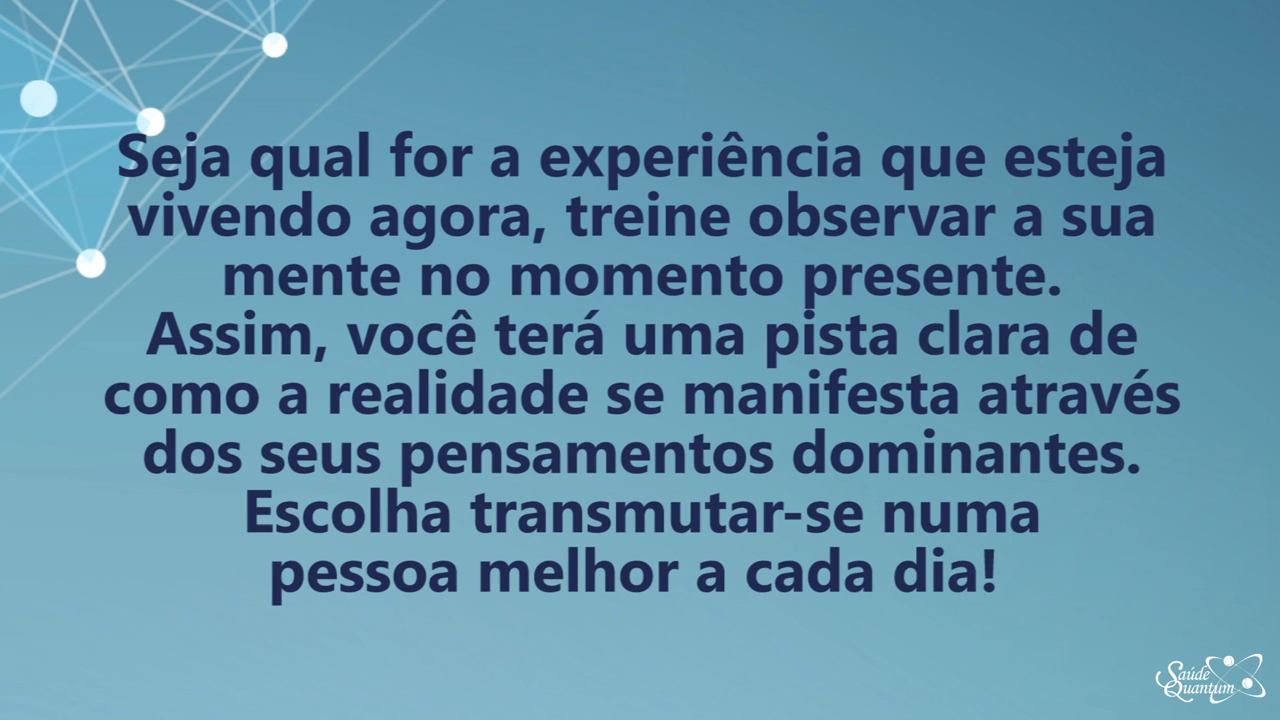 Seja qual for a experiência que esteja
vivendo agora, treine observar a sua
mente no momento presente.
Assim, você terá uma pista clara de
como a realidade se manifesta através
dos seus pensamentos dominantes.
Escolha transmutar-se numa
pessoa melhor a cada dia!
Saúde
Quantum